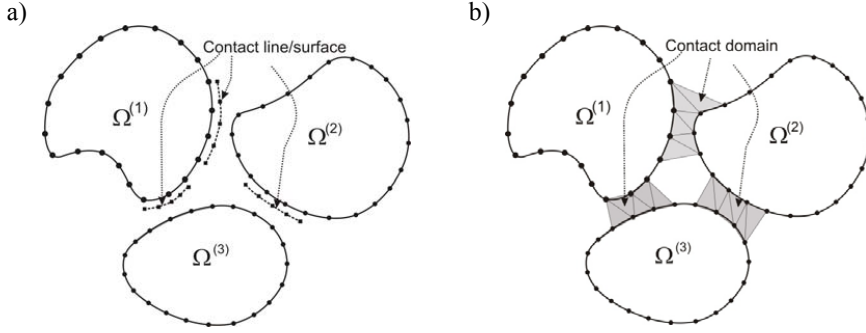 a)
Contact line/surface
Ω(1)
Ω(2)
Ω(3)
b)
Contact domain
Ω(1)
Ω(2)
Ω(3)